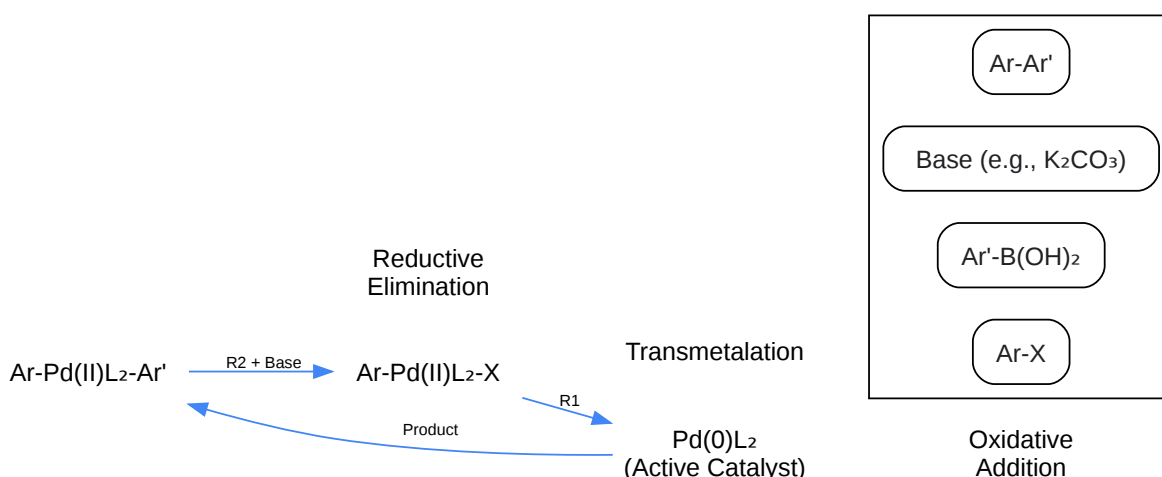 Ar-Ar'
Base (e.g., K₂CO₃)
Ar'-B(OH)₂
Ar-X
Reductive
Elimination
Transmetalation
Ar-Pd(II)L₂-Ar'
R2 + Base
Ar-Pd(II)L₂-X
R1
Product
Pd(0)L₂
(Active Catalyst)
Oxidative
Addition